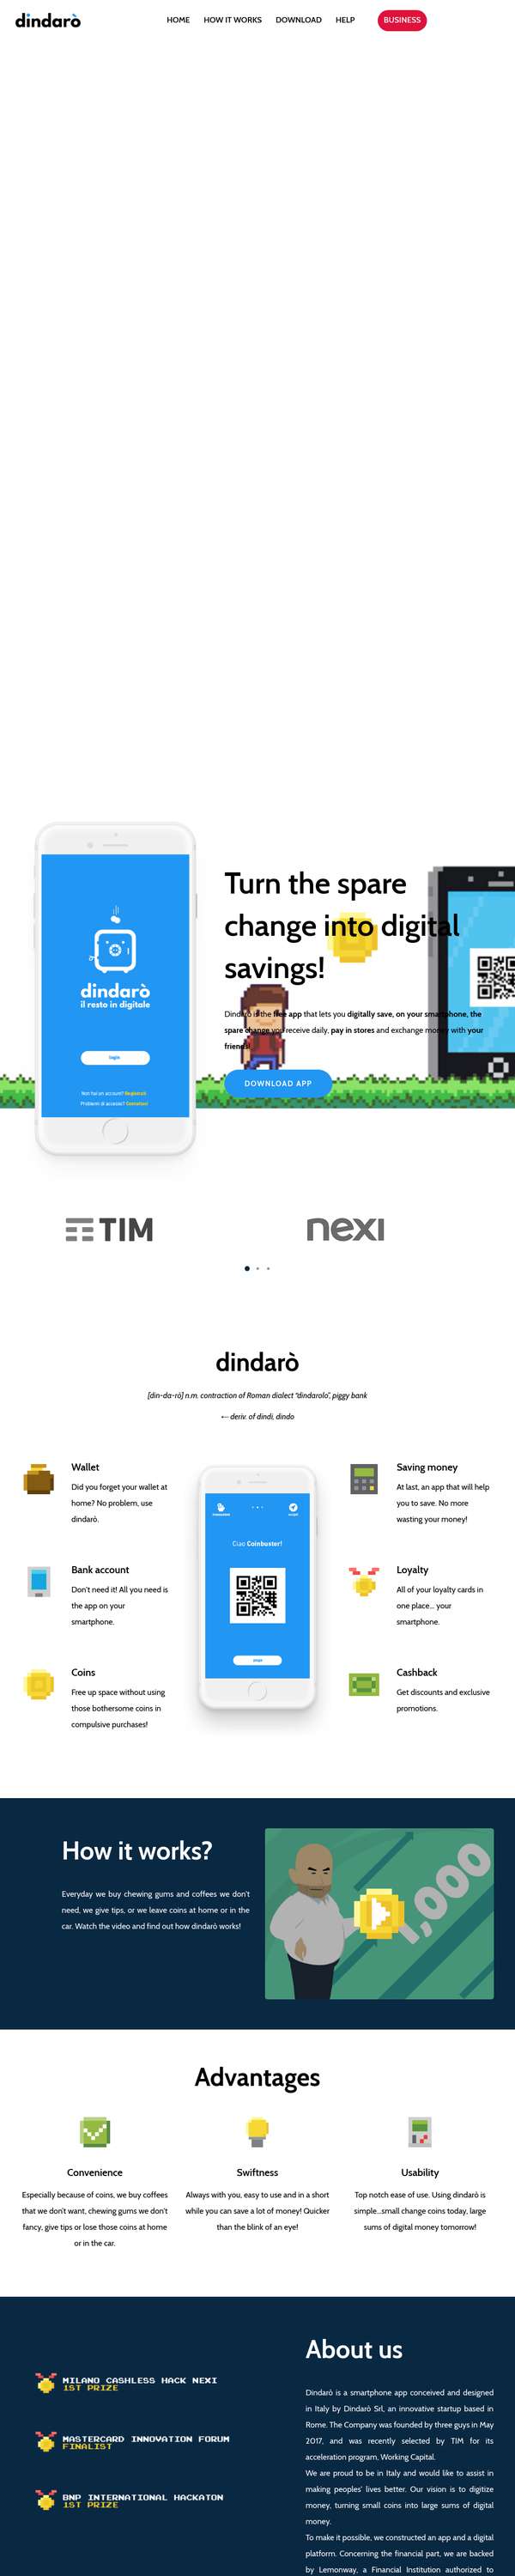 dindarò
HOME HOW IT WORKS DOWNLOAD HELP BUSINESS
dindarò
il resto in digitale
login
Non hai un account? Registrati!
Problemi di accesso? Contattaci!
Turn the spare
change into digital
savings!
Dindarò is the free app that lets you digitally save, on your smartphone, the
spare change you receive daily, pay in stores and exchange money with your
friends!
DOWNLOAD APP
TIM
nexi
dindarò
[din-da-rò] n.m. contraction of Roman dialect "dindarolo", piggy bank
⟵ deriv. of dindi, dindo
Wallet
Did you forget your wallet at
home? No problem, use
dindarò.
Bank account
Don't need it! All you need is
the app on your
smartphone.
Coins
Free up space without using
those bothersome coins in
compulsive purchases!
Ciao Coinbuster!
paga
Saving money
At last, an app that will help
you to save. No more
wasting your money!
Loyalty
All of your loyalty cards in
one place... your
smartphone.
Cashback
Get discounts and exclusive
promotions.
How it works?
Everyday we buy chewing gums and coffees we don't
need, we give tips, or we leave coins at home or in the
car. Watch the video and find out how dindarò works!
1,000
Advantages
Convenience
Especially because of coins, we buy coffees
that we don't want, chewing gums we don't
fancy, give tips or lose those coins at home
or in the car.
Swiftness
Always with you, easy to use and in a short
while you can save a lot of money! Quicker
than the blink of an eye!
Usability
Top notch ease of use. Using dindarò is
simple...small change coins today, large
sums of digital money tomorrow!
MILANO CASHLESS HACK NEXI
1ST PRIZE
MASTERCARD INNOVATION FORUM
FINALIST
BNP INTERNATIONAL HACKATON
1ST PRIZE
About us
Dindarò is a smartphone app conceived and designed
in Italy by Dindarò Srl, an innovative startup based in
Rome. The Company was founded by three guys in May
2017, and was recently selected by TIM for its
acceleration program, Working Capital.
We are proud to be in Italy and would like to assist in
making peoples' lives better. Our vision is to digitize
money, turning small coins into large sums of digital
money.
To make it possible, we constructed an app and a digital
platform. Concerning the financial part, we are backed
by Lemonway, a Financial Institution authorized to